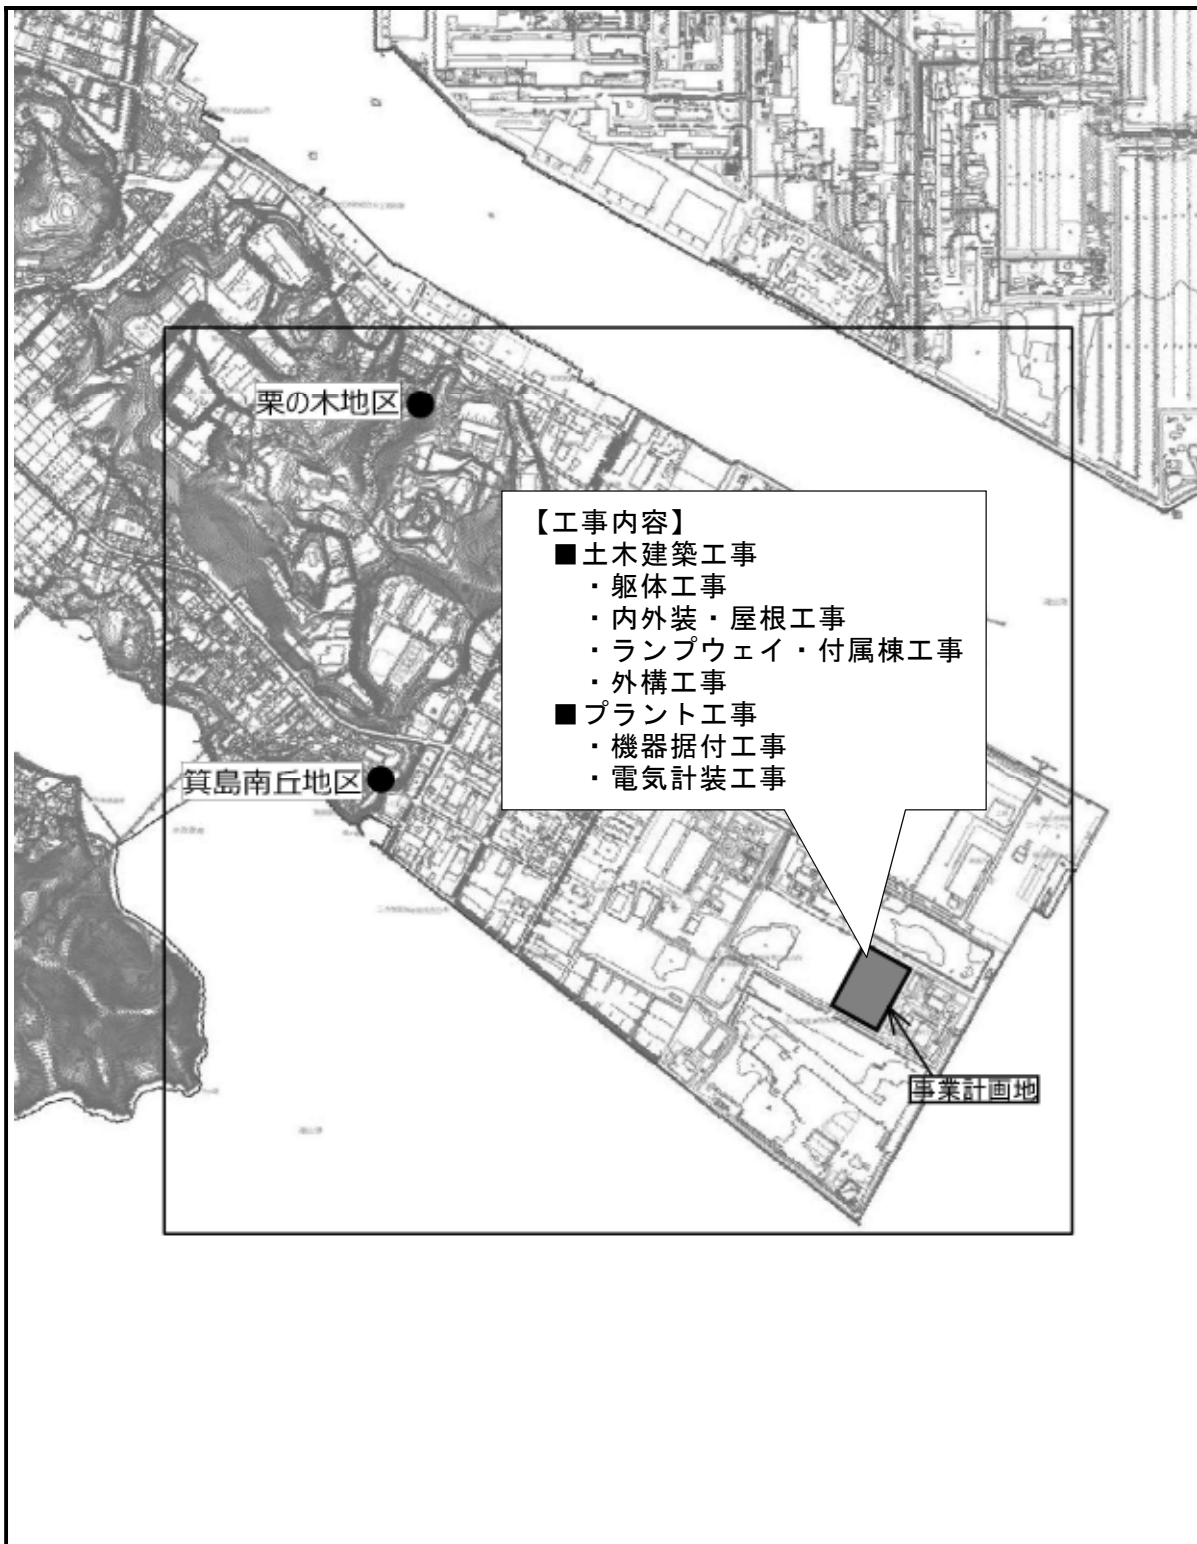 栗の木地区
【工事内容】
■土木建築工事
・躯体工事
・内外装・屋根工事
・ランプウェイ・付属棟工事
・外構工事
■プラント工事
・機器据付工事
・電気計装工事
箕島南丘地区
事業計画地